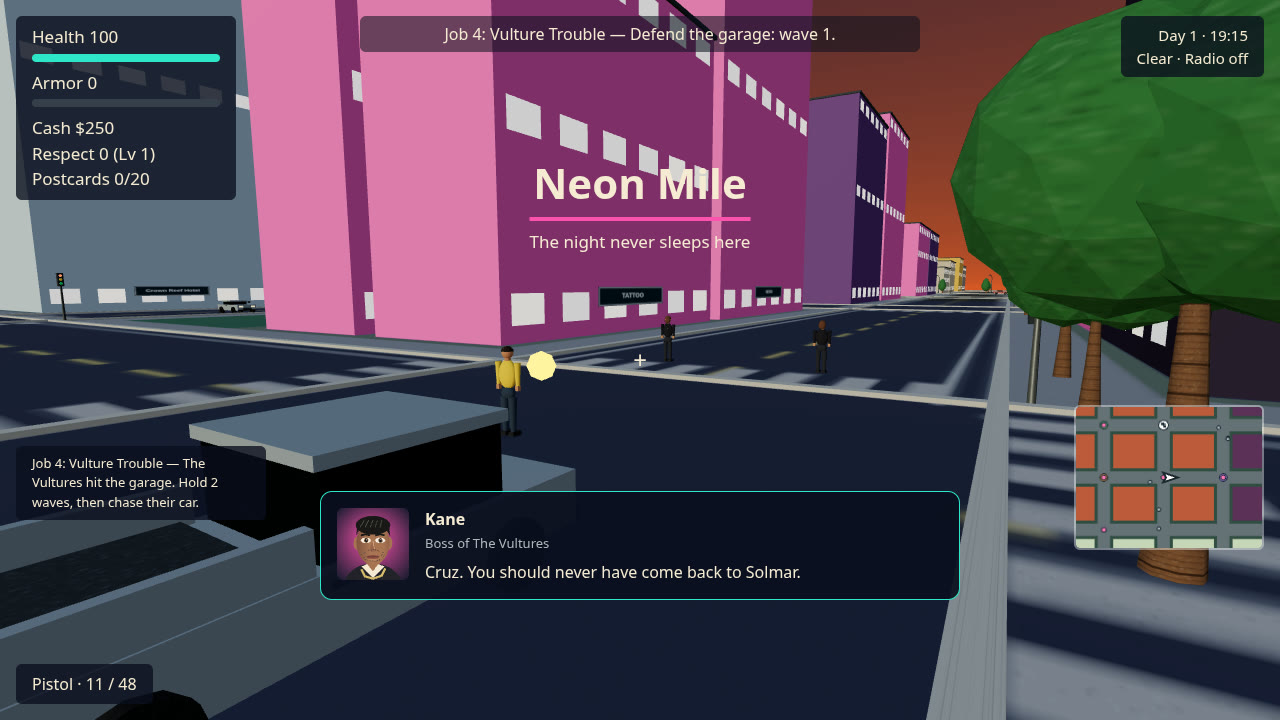 Health 100
Armor 0
Cash $250
Respect 0 (Lv 1)
Postcards 0/20
Job 4: Vulture Trouble — Defend the garage: wave 1.
Day 1 · 19:15
Clear · Radio off
Neon Mile
The night never sleeps here
Crown Reef Hotel
TATTOO
Job 4: Vulture Trouble — The
Vultures hit the garage. Hold 2
waves, then chase their car.
Kane
Boss of The Vultures
Cruz. You should never have come back to Solmar.
Pistol · 11 / 48